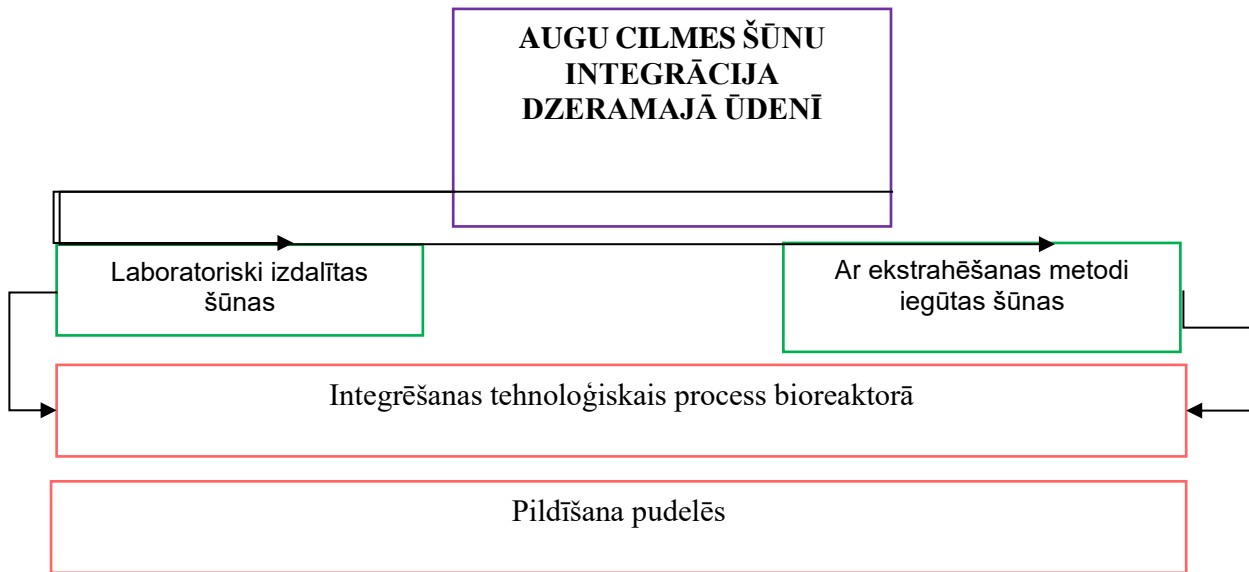 AUGU CILMES ŠŪNU
INTEGRĀCIJA
DZERAMAJĀ ŪDENĪ
Laboratoriski izdalītas
šūnas
Ar ekstrahēšanas metodi
iegūtas šūnas
Integrēšanas tehnoloģiskais process bioreaktorā
Pildīšana pudelēs